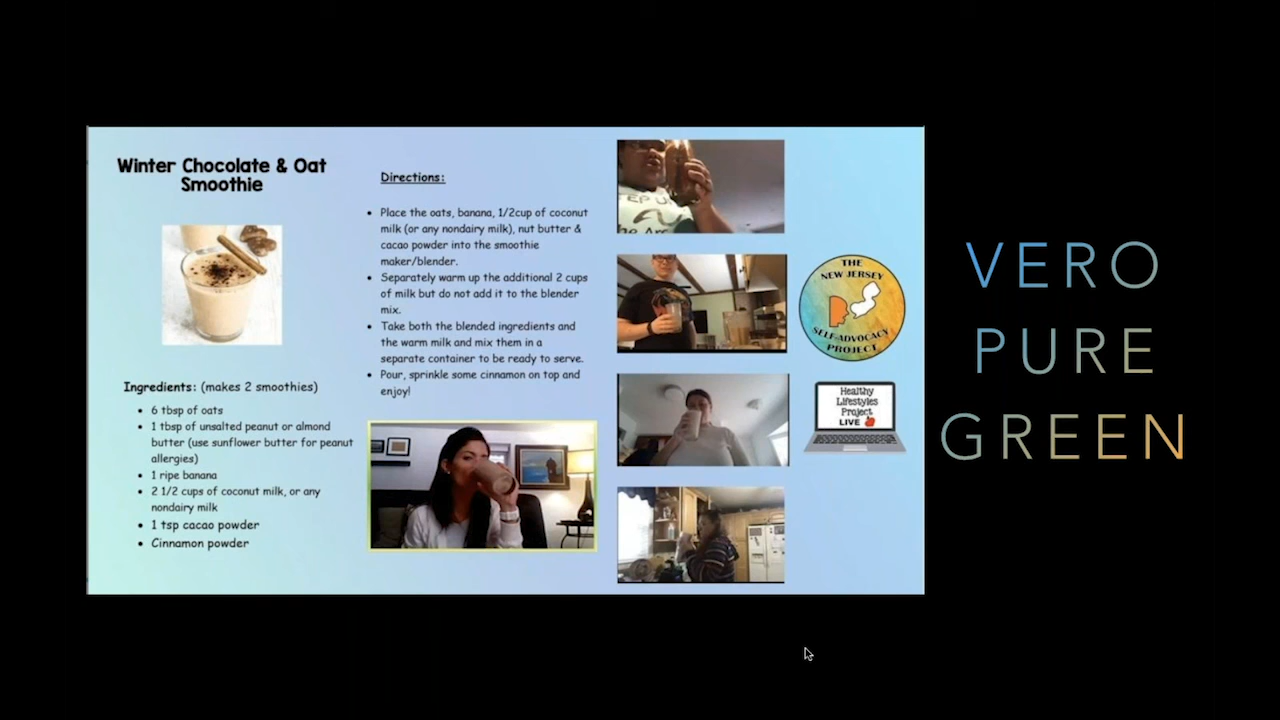 Winter Chocolate & Oat
Smoothie
Ingredients: (makes 2 smoothies)
• 6 tbsp of oats
• 1 tbsp of unsalted peanut or almond
butter (use sunflower butter for peanut
allergies)
• 1 ripe banana
• 2 1/2 cups of coconut milk, or any
nondairy milk
• 1 tsp cacao powder
• Cinnamon powder
Directions:
• Place the oats, banana, 1/2cup of coconut
milk (or any nondairy milk), nut butter &
cacao powder into the smoothie
maker/blender.
• Separately warm up the additional 2 cups
of milk but do not add it to the blender
mix.
• Take both the blended ingredients and
the warm milk and mix them in a
separate container to be ready to serve.
• Pour, sprinkle some cinnamon on top and
enjoy!
THE
NEW JERSEY
SELF-ADVOCACY
PROJECT
Healthy
Lifestyles
Project
LIVE
VERO
PURE
GREEN